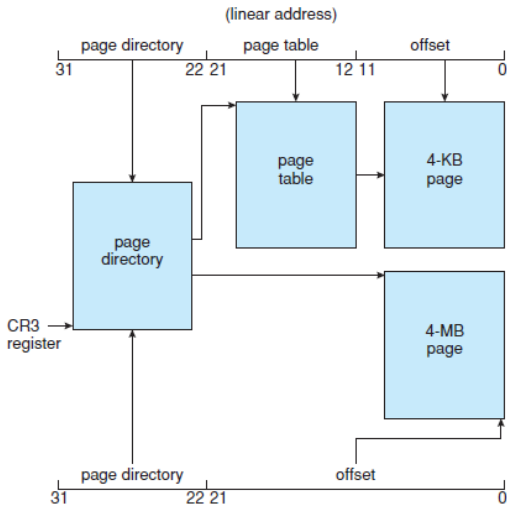 (linear address)
page directory page table offset
31 22 21 12 11 0
page
table
4-KB
page
page
directory
CR3
register
4-MB
page
page directory offset
31 22 21 0